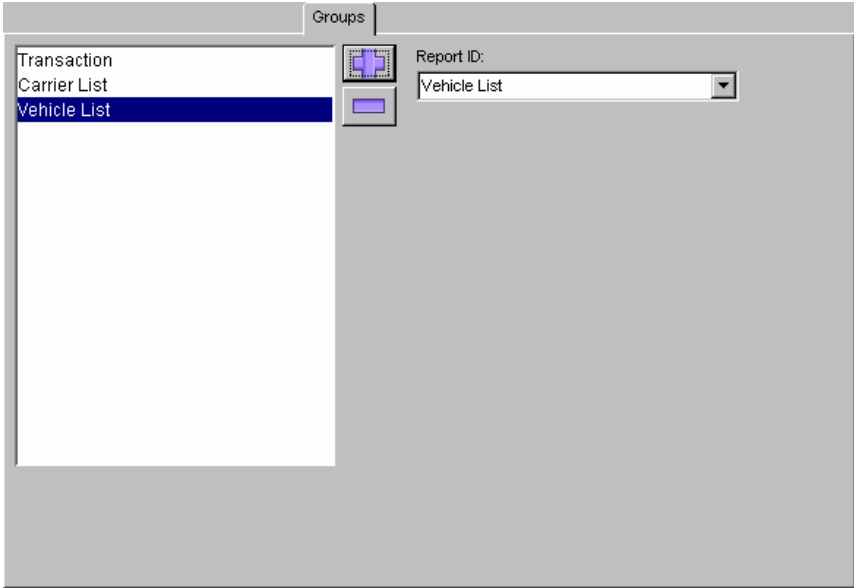 Groups
Transaction
Carrier List
Vehicle List
Report ID:
Vehicle List